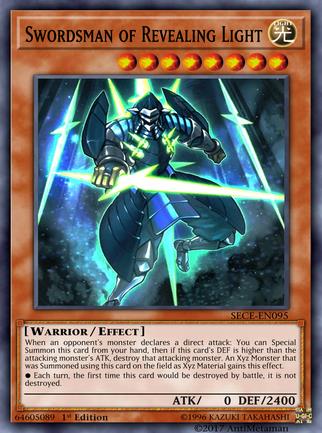 Swordsman of Revealing Light
LIGHT
光
SECE-EN095
[Warrior / Effect]
When an opponent's monster declares a direct attack: You can Special
Summon this card from your hand, then if this card's DEF is higher than the
attacking monster's ATK, destroy that attacking monster. An Xyz Monster that
was Summoned using this card on the field as Xyz Material gains this effect.
● Each turn, the first time this card would be destroyed by battle, it is not
destroyed.
ATK/ 0 DEF/2400
64605089 1st Edition ©1996 KAZUKI TAKAHASHI
©2017 AntiMetaman